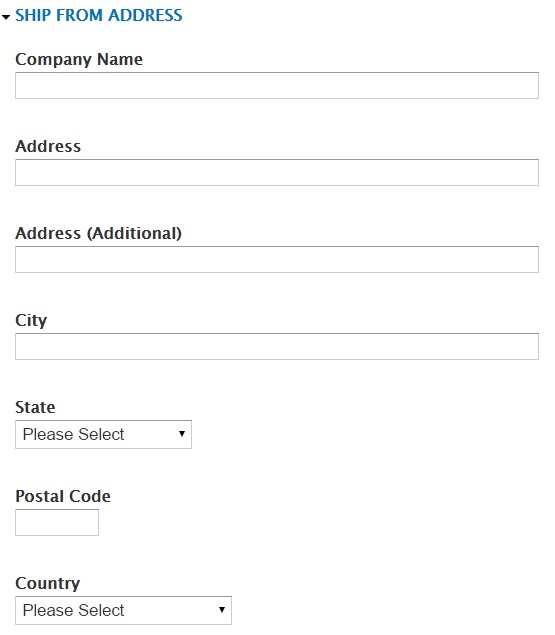 SHIP FROM ADDRESS
Company Name
Address
Address (Additional)
City
State
Please Select
Postal Code
Country
Please Select